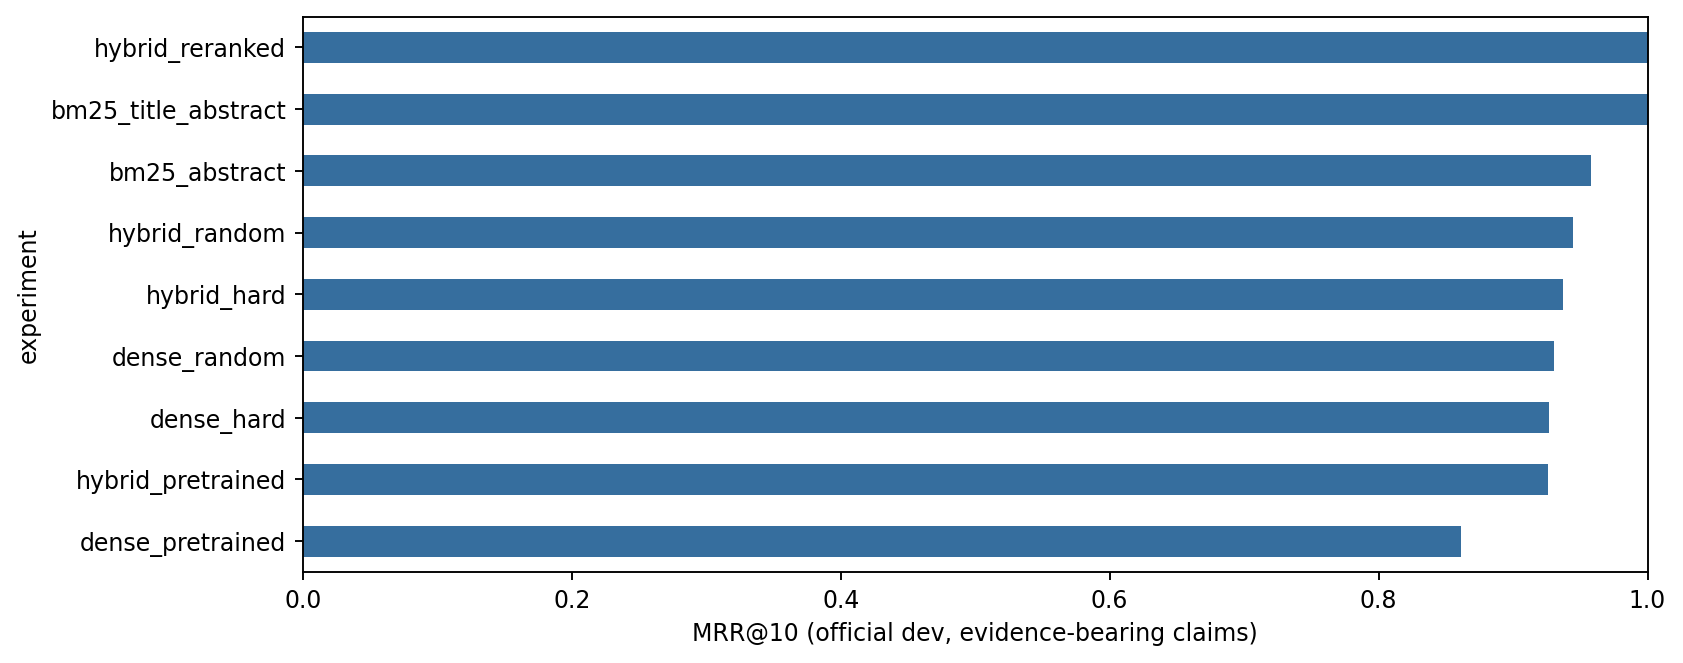 hybrid_reranked
bm25_title_abstract
bm25_abstract
hybrid_random
hybrid_hard
dense_random
dense_hard
hybrid_pretrained
dense_pretrained
experiment
0.0 0.2 0.4 0.6 0.8 1.0
MRR@10 (official dev, evidence-bearing claims)